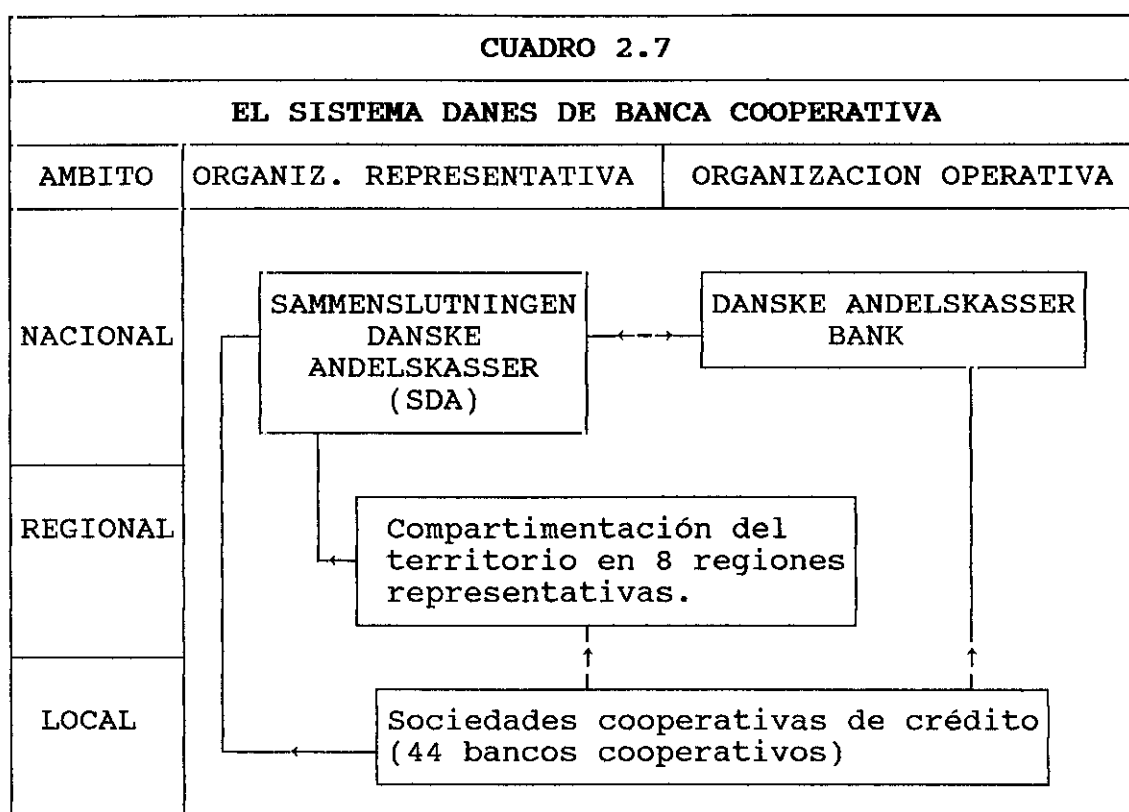 CUADRO 2.7
EL SISTEMA DANES DE BANCA COOPERATIVA
AMBITO
ORGANIZ. REPRESENTATIVA
ORGANIZACION OPERATIVA
NACIONAL
SAMMENSLUTNINGEN
DANSKE
ANDELSKASSER
(SDA)
DANSKE ANDELSKASSER
BANK
REGIONAL
Compartimentación del
territorio en 8 regiones
representativas.
LOCAL
Sociedades cooperativas de crédito
(44 bancos cooperativos)